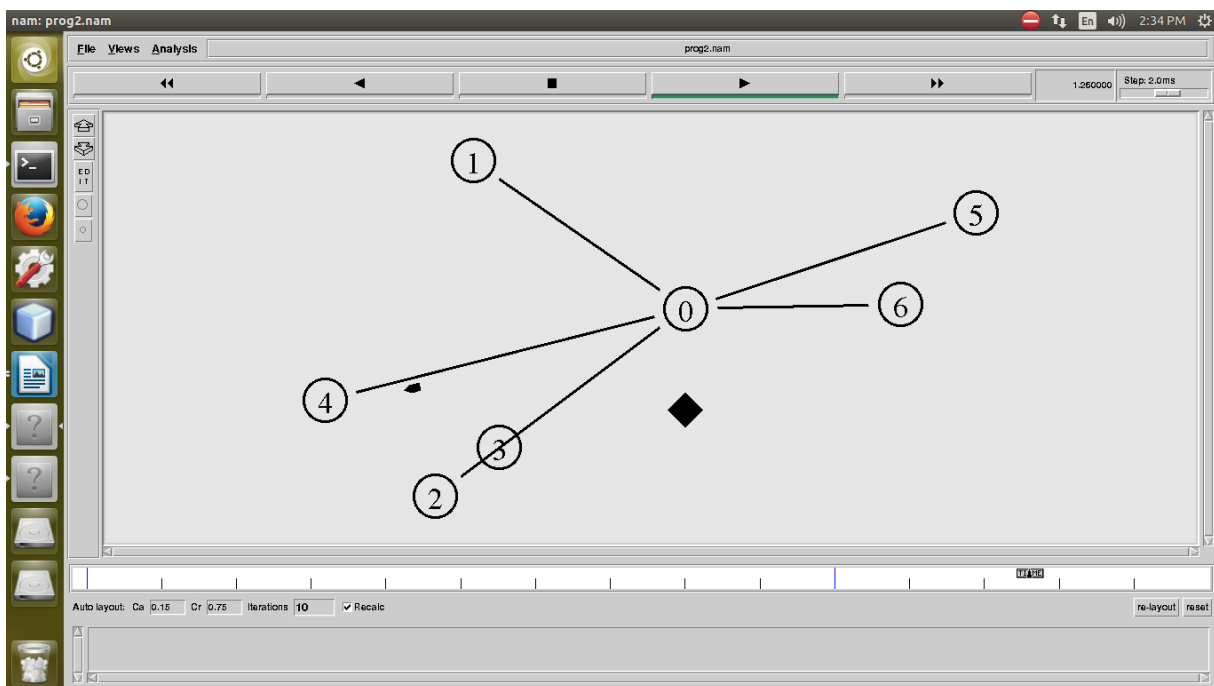 nam: prog2.nam
En 2:34 PM
File Views Analysis prog2.nam
1.260000 Step: 2.0ms
ED
IT
1
5
0
6
4
3
2
Auto layout: Ca 0.15 Cr 0.75 Iterations 10 Recalc re-layout reset